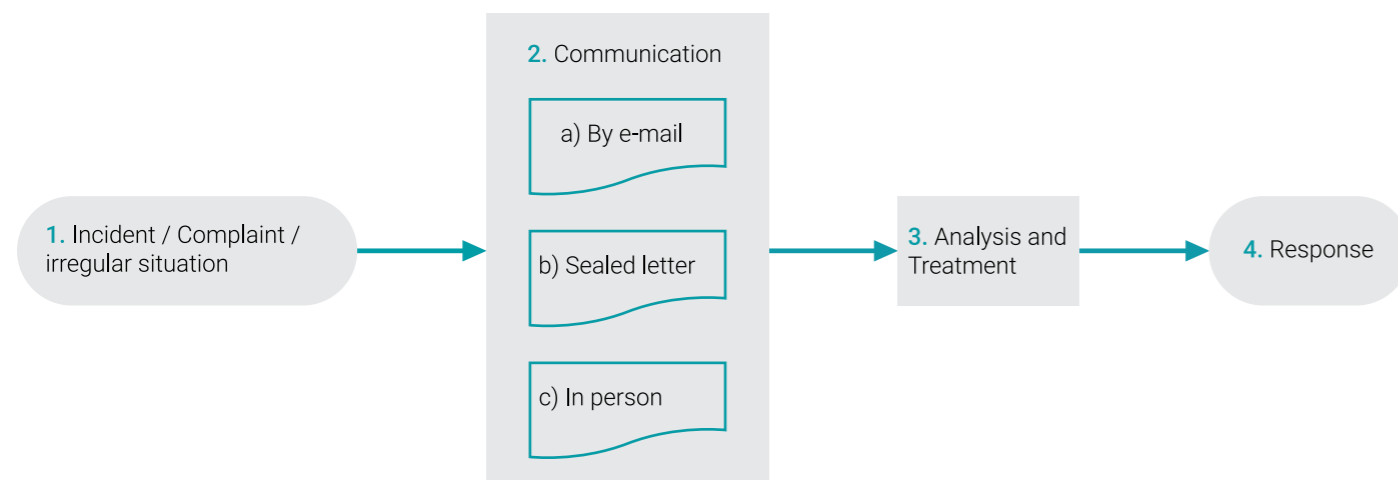 1. Incident / Complaint /
irregular situation
2. Communication
a) By e-mail
b) Sealed letter
c) In person
3. Analysis and
Treatment
4. Response